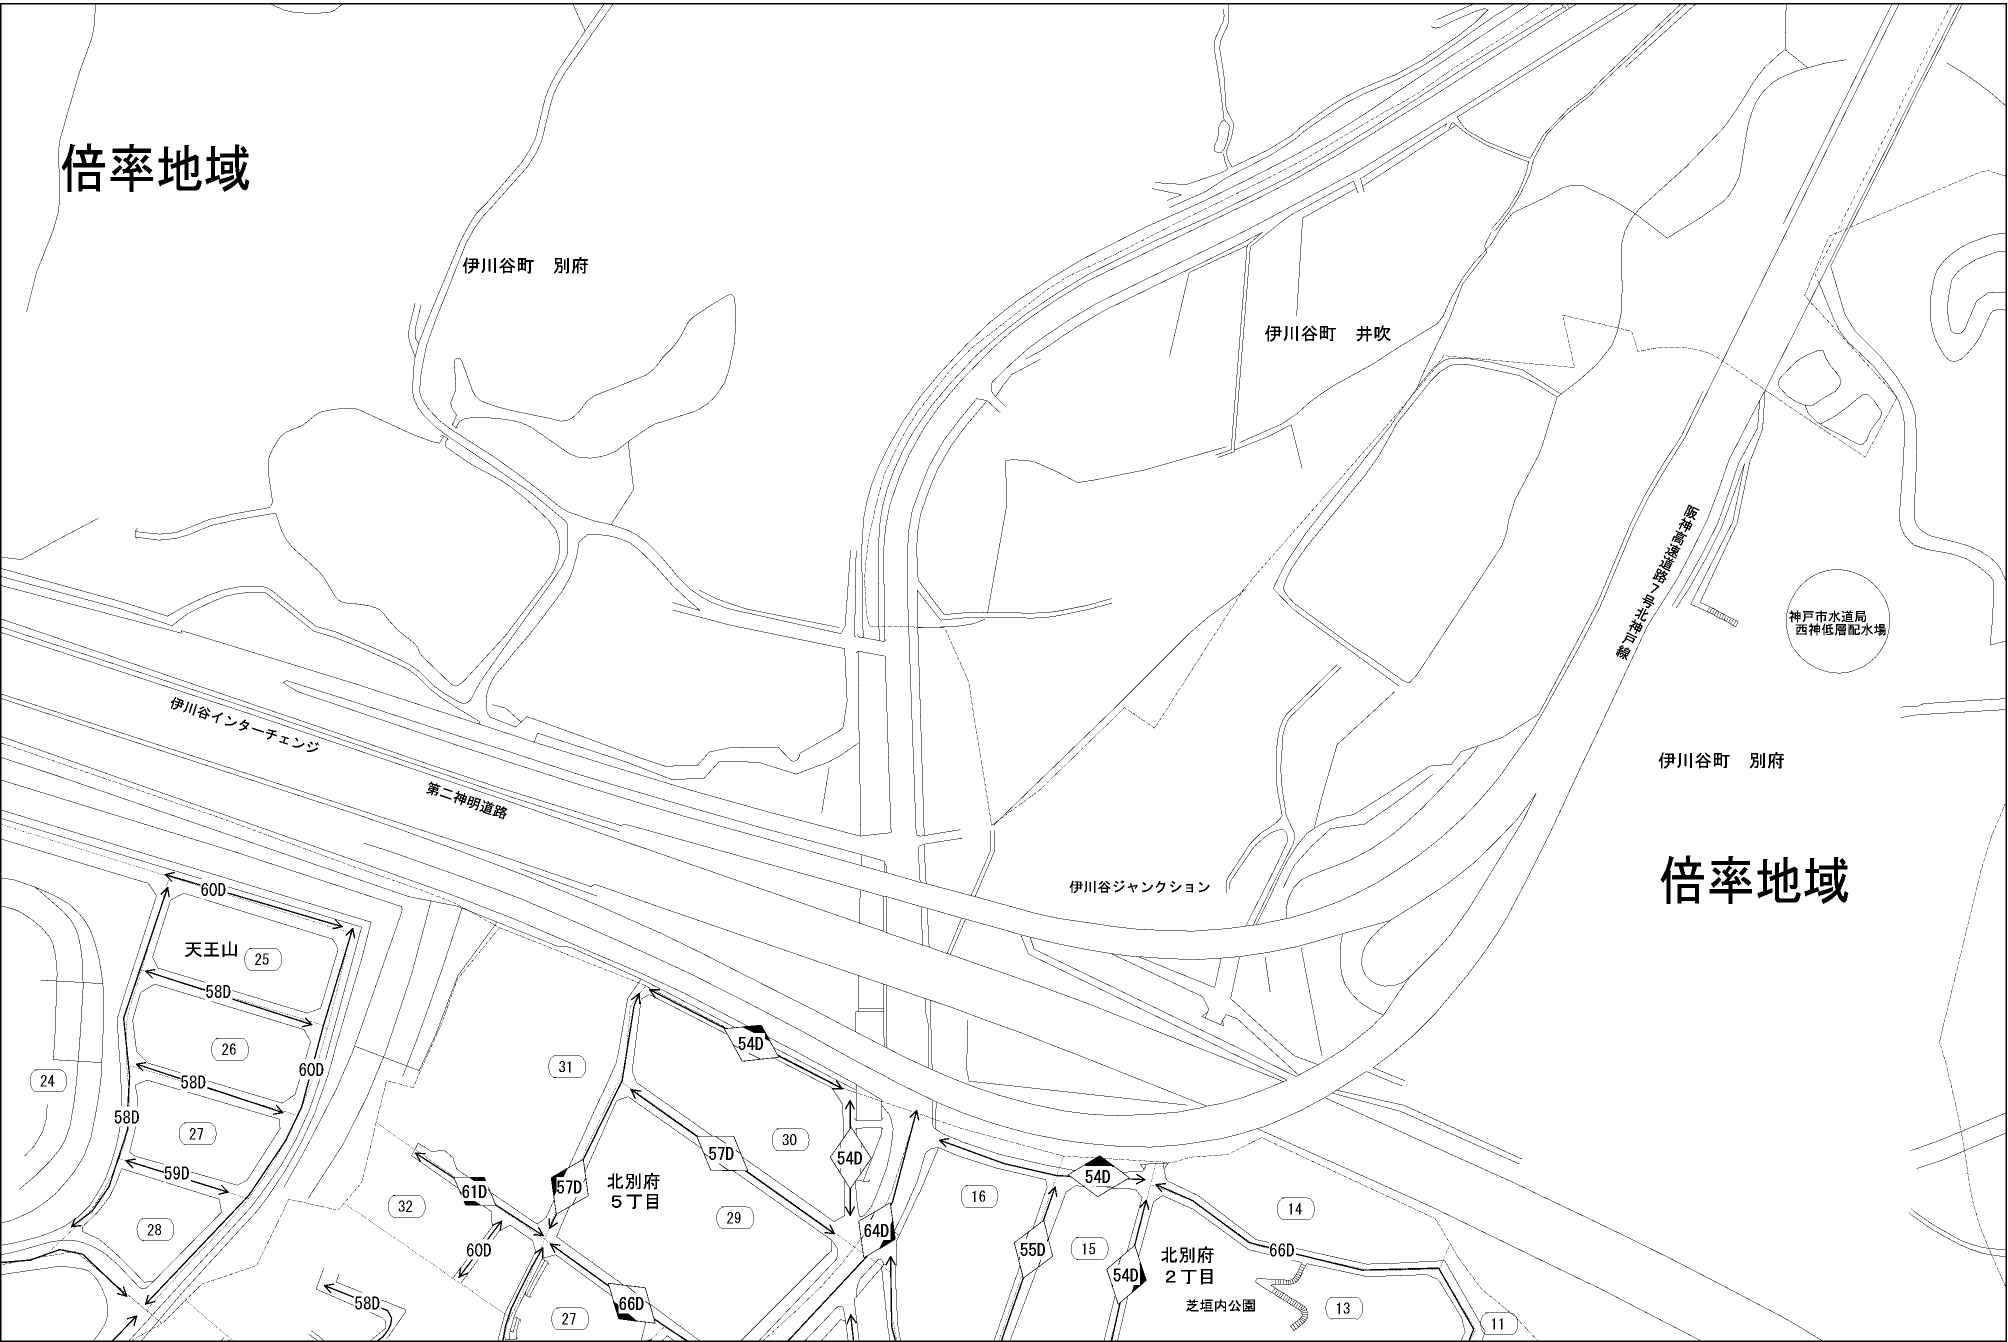 倍率地域
伊川谷町　別府
伊川谷町　井吹
阪神高速道路7号北神戸線
神戸市水道局
西神低層配水場
伊川谷インターチェンジ
第二神明道路
伊川谷町　別府
伊川谷ジャンクション
倍率地域
60D
天王山
25
58D
26
54D
31
60D
24
58D
58D
27
30
57D
54D
59D
61D
57D
北別府
5丁目
54D
16
32
28
29
64D
14
60D
55D
15
66D
北別府
2丁目
54D
58D
66D
芝垣内公園
13
27
11